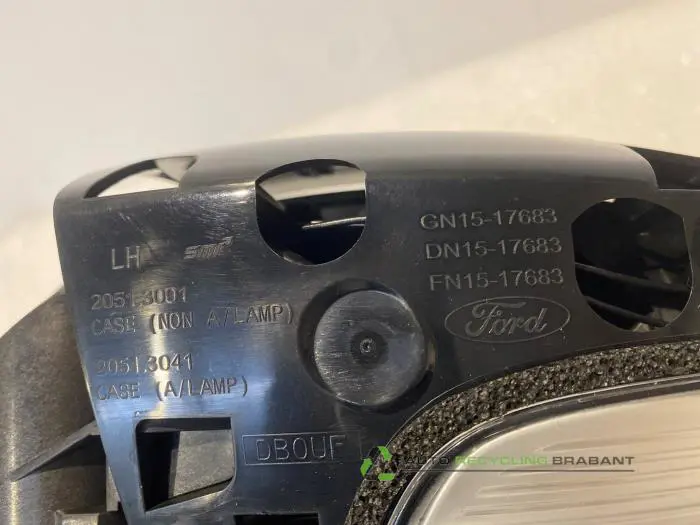 LH smr
GN15-17683
DN15-17683
FN15-17683
Ford
2051.3001
CASE (NON A/LAMP)
2051.3041
CASE (A/LAMP)
G
DBOUF
AUTO RECYCLING BRABANT